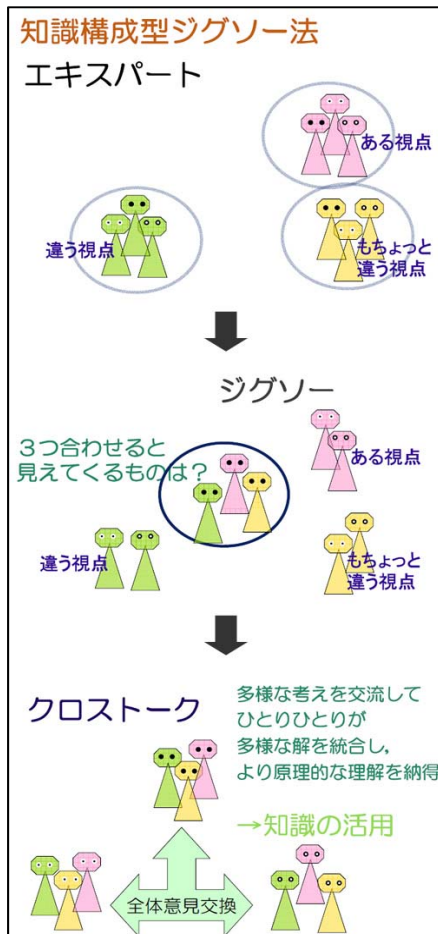 知識構成型ジグソー法
エキスパート
ある視点
違う視点
もちょっと
違う視点
ジグソー
3つ合わせると
見えてくるものは?
ある視点
違う視点
もちょっと
違う視点
クロストーク
多様な考えを交流して
ひとりひとりが
多様な解を統合し,
より原理的な理解を納得
→知識の活用
全体意見交換